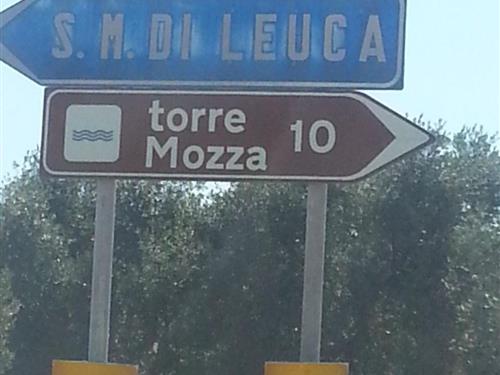 S. M. DI LEUCA
torre
Mozza 10